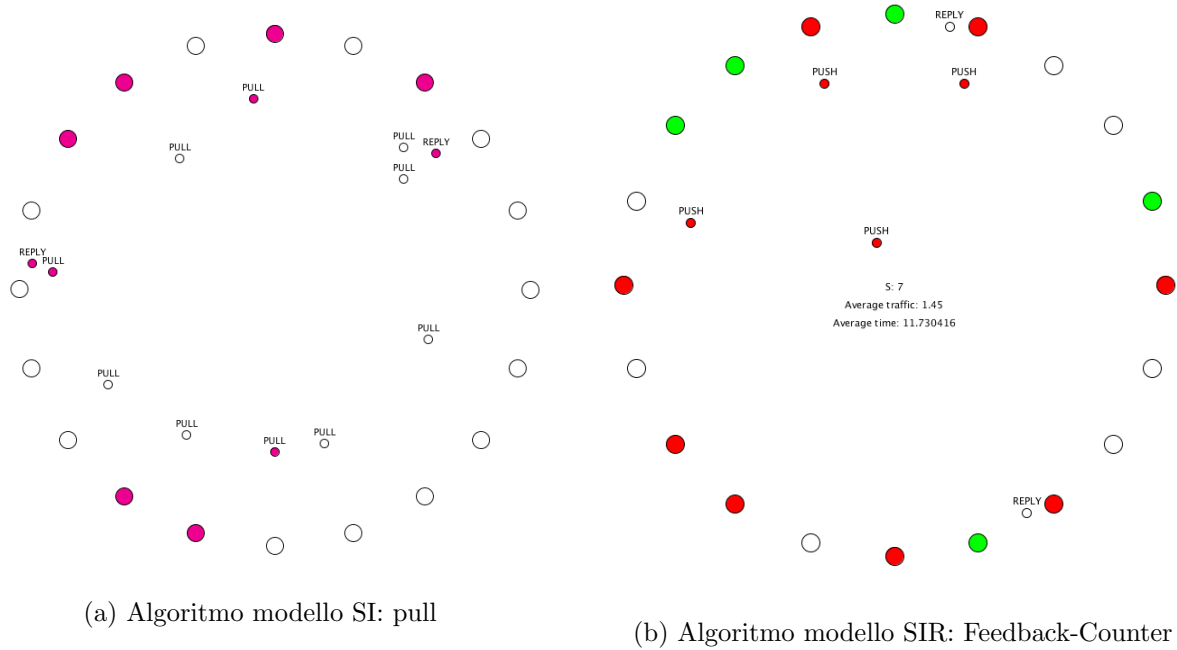 PULL
PULL
PULL
REPLY
PULL
REPLY
PULL
PULL
PULL
PULL
PULL
PULL
(a) Algoritmo modello SI: pull
REPLY
PUSH
PUSH
PUSH
PUSH
S: 7
Average traffic: 1.45
Average time: 11.730416
REPLY
(b) Algoritmo modello SIR: Feedback-Counter